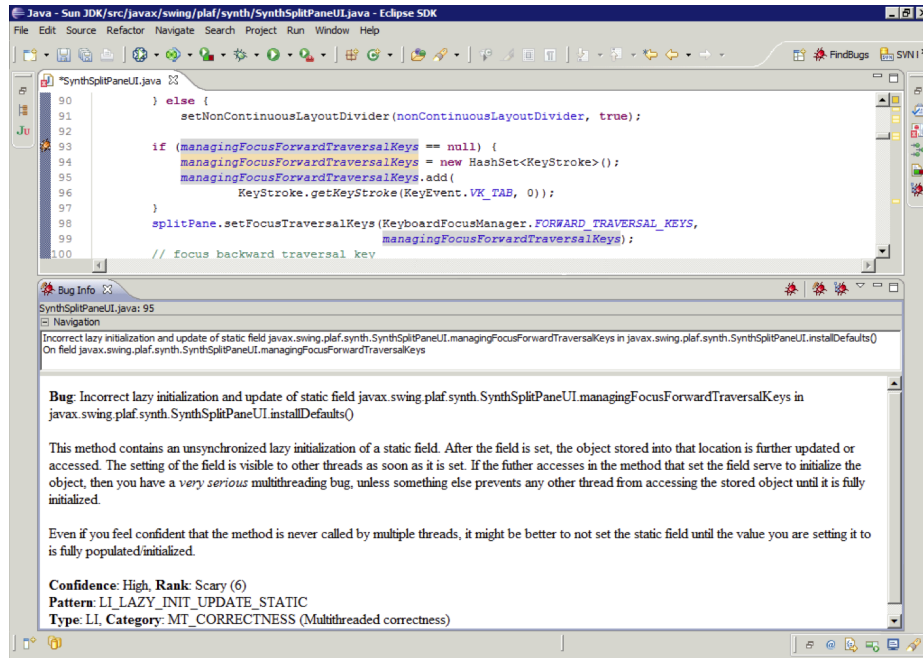 Java - Sun JDK/src/javax/swing/plaf/synth/SynthSplitPaneUI.java - Eclipse SDK
File Edit Source Refactor Navigate Search Project Run Window Help
FindBugs SVN
*SynthSplitPaneUI.java
90 } else {
91 setNonContinuousLayoutDivider(nonContinuousLayoutDivider, true);
92
93 if (managingFocusForwardTraversalKeys == null) {
94 managingFocusForwardTraversalKeys = new HashSet<KeyStroke>();
95 managingFocusForwardTraversalKeys.add(
96 KeyStroke.getKeyStroke(KeyEvent.VK_TAB, 0));
97 }
98 splitPane.setFocusTraversalKeys(KeyboardFocusManager.FORWARD_TRAVERSAL_KEYS,
99 managingFocusForwardTraversalKeys);
100 // focus backward traversal key
Ju
Bug Info
SynthSplitPaneUI.java: 95
Navigation
Incorrect lazy initialization and update of static field javax.swing.plaf.synth.SynthSplitPaneUI.managingFocusForwardTraversalKeys in javax.swing.plaf.synth.SynthSplitPaneUI.installDefaults()
On field javax.swing.plaf.synth.SynthSplitPaneUI.managingFocusForwardTraversalKeys
Bug: Incorrect lazy initialization and update of static field javax.swing.plaf.synth.SynthSplitPaneUI.managingFocusForwardTraversalKeys in
javax.swing.plaf.synth.SynthSplitPaneUI.installDefaults()
This method contains an unsynchronized lazy initialization of a static field. After the field is set, the object stored into that location is further updated or
accessed. The setting of the field is visible to other threads as soon as it is set. If the futher accesses in the method that set the field serve to initialize the
object, then you have a very serious multithreading bug, unless something else prevents any other thread from accessing the stored object until it is fully
initialized.
Even if you feel confident that the method is never called by multiple threads, it might be better to not set the static field until the value you are setting it to
is fully populated/initialized.
Confidence: High, Rank: Scary (6)
Pattern: LI_LAZY_INIT_UPDATE_STATIC
Type: LI, Category: MT_CORRECTNESS (Multithreaded correctness)